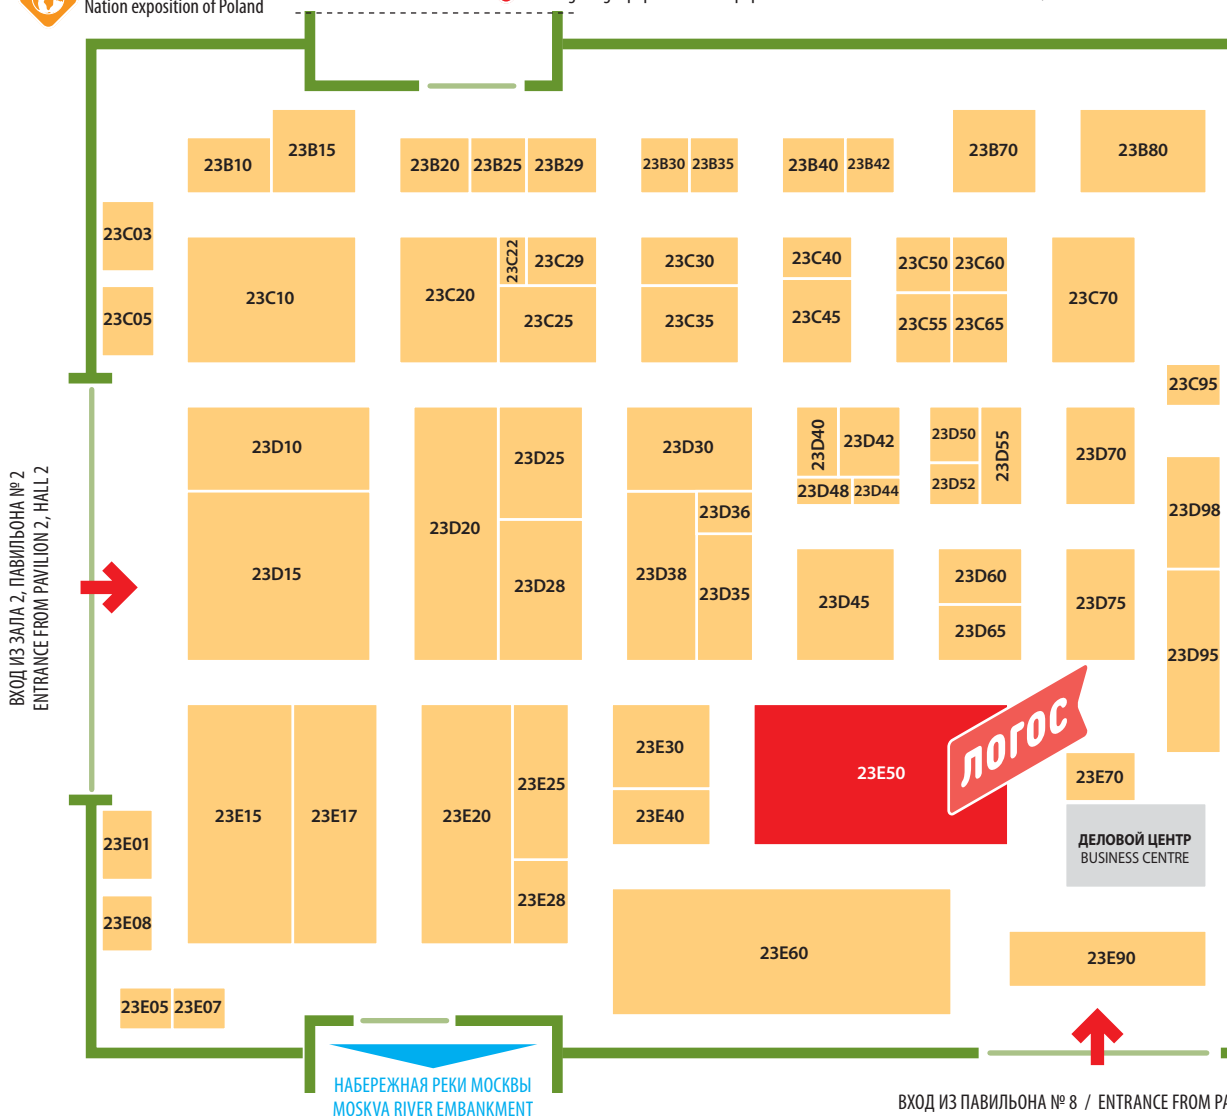 Nation exposition of Poland
23B10
23B15
23B20
23B25
23B29
23B30
23B35
23B40
23B42
23B70
23B80
23C03
23C05
23C10
23C20
23C22
23C29
23C25
23C30
23C35
23C40
23C45
23C50
23C60
23C55
23C65
23C70
23C95
23D10
23D15
23D20
23D25
23D28
23D30
23D36
23D38
23D35
23D40
23D42
23D48
23D44
23D45
23D50
23D52
23D55
23D60
23D65
23D70
23D75
23D98
23D95
ВХОД ИЗ ЗАЛА 2, ПАВИЛЬОНА № 2
ENTRANCE FROM PAVILION 2, HALL 2
23E15
23E17
23E20
23E25
23E28
23E30
23E40
23E50
ЛОГОС
23E70
ДЕЛОВОЙ ЦЕНТР
BUSINESS CENTRE
23E01
23E08
23E05
23E07
23E60
23E90
НАБЕРЕЖНАЯ РЕКИ МОСКВЫ
MOSKVA RIVER EMBANKMENT
ВХОД ИЗ ПАВИЛЬОНА № 8 / ENTRANCE FROM PA